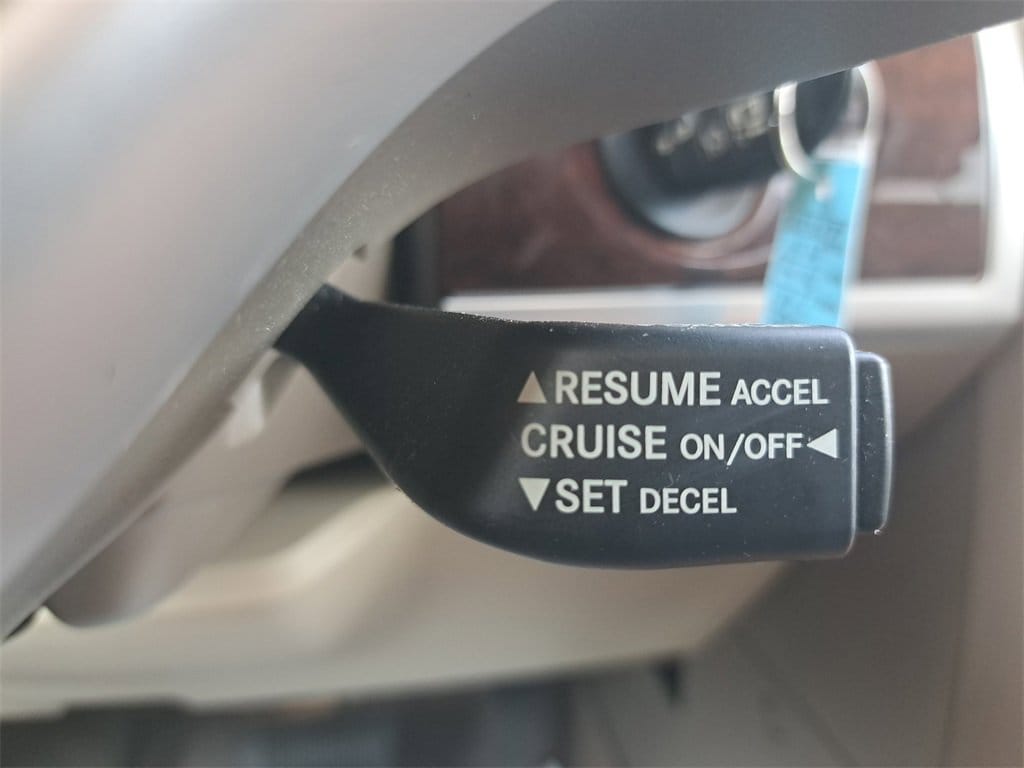 ▲RESUME ACCEL
CRUISE ON/OFF◀
▼SET DECEL